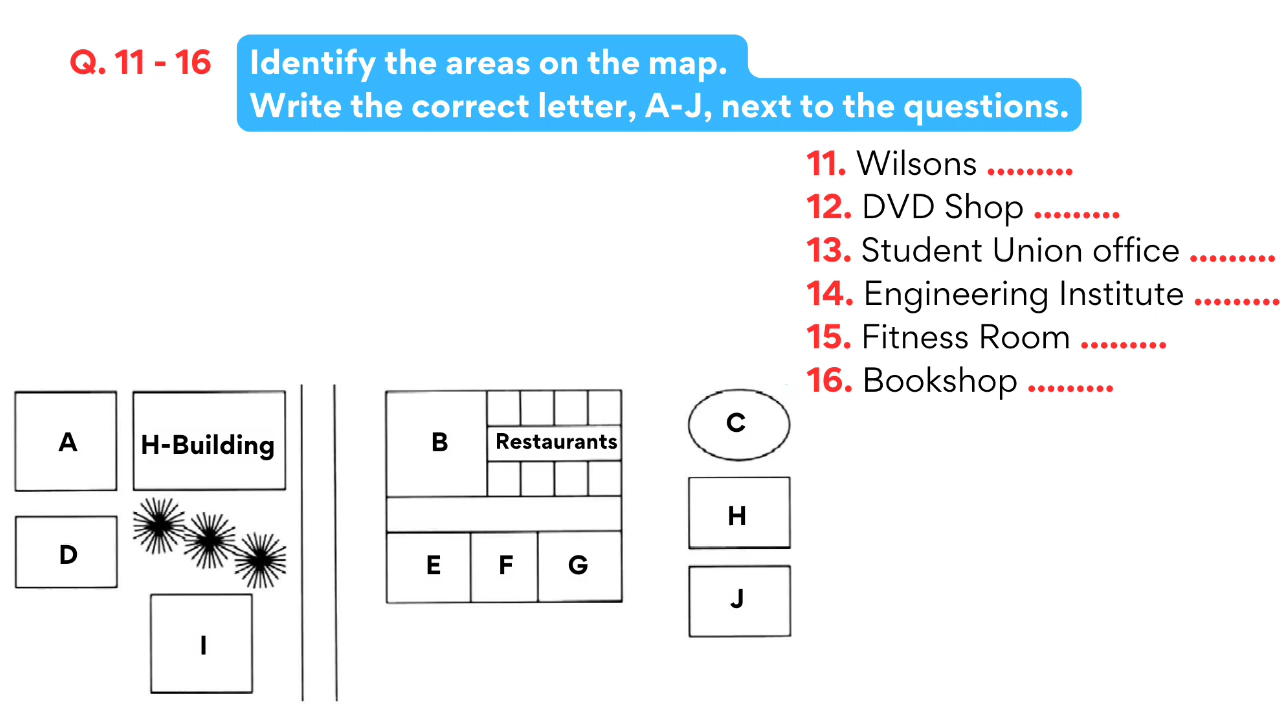 Q. 11 - 16
Identify the areas on the map.
Write the correct letter, A-J, next to the questions.
11. Wilsons .........
12. DVD Shop .........
13. Student Union office .........
14. Engineering Institute .........
15. Fitness Room .........
16. Bookshop .........
A
H-Building
B
Restaurants
C
D
E
F
G
H
I
J